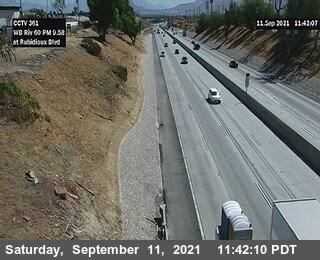 CCTV 361
WB Riv 60 PM 9.58
at Rubidioux Blvd
11.Sep 2021 11:42:07
Saturday, September 11, 2021 11:42:10 PDT